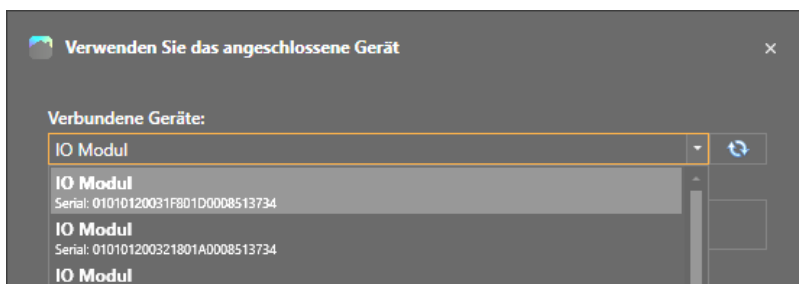 Verwenden Sie das angeschlossene Gerät
Verbundene Geräte:
IO Modul
IO Modul
Serial: 01010120031F801D0008513734
IO Modul
Serial: 010101200321801A0008513734
IO Modul